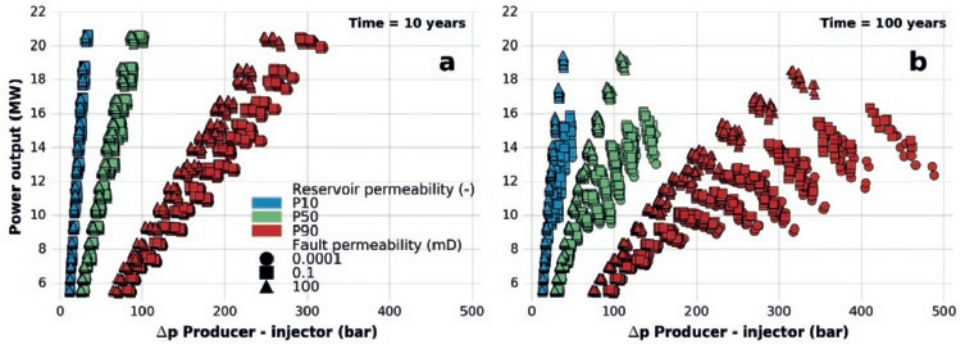 Time = 10 years
a
Power output (MW)
22
20
18
16
14
12
10
8
6
Reservoir permeability (-)
P10
P50
P90
Fault permeability (mD)
0.0001
0.1
100
0 100 200 300 400 500
Δp Producer - injector (bar)
Time = 100 years
b
22
20
18
16
14
12
10
8
6
0 100 200 300 400 500
Δp Producer - injector (bar)